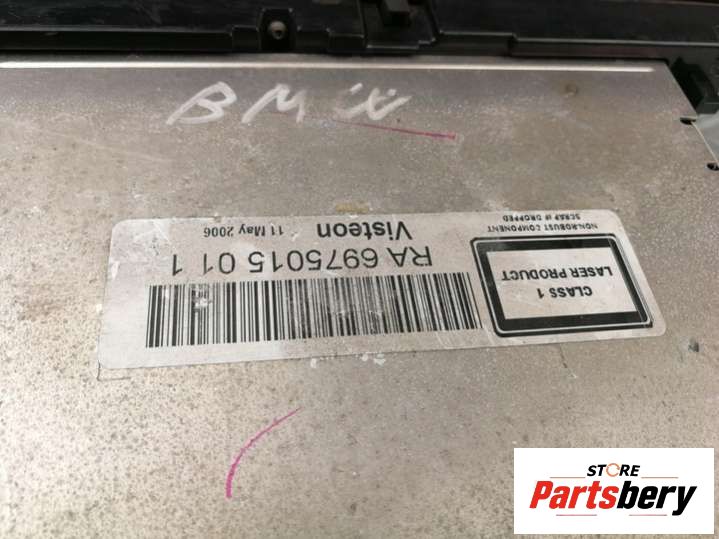 BMW
NON-ROBUST COMPONENT
SCRAP IF DROPPED
CLASS 1
LASER PRODUCT
Visteon
11 May 2006
RA 6975015 01 1
STORE
Partsbery